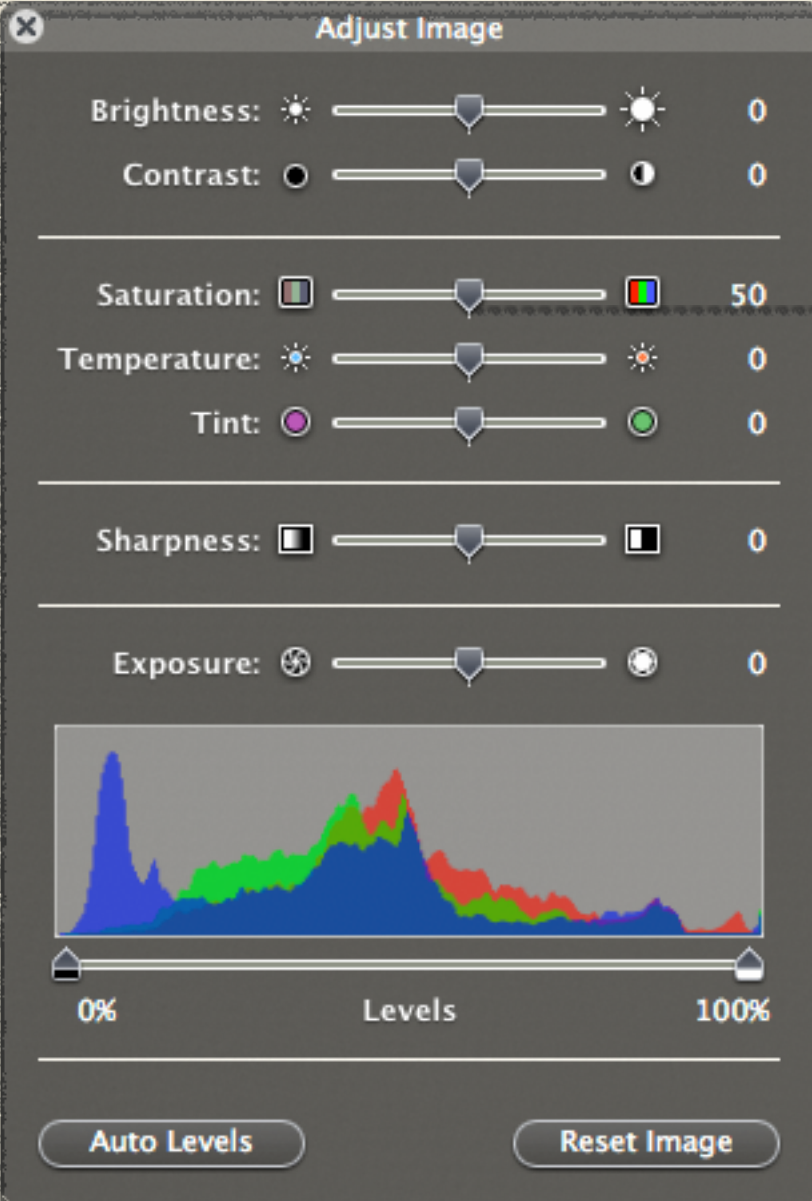 Adjust Image
Brightness: 0
Contrast: 0
Saturation: 50
Temperature: 0
Tint: 0
Sharpness: 0
Exposure: 0
0% Levels 100%
Auto Levels Reset Image